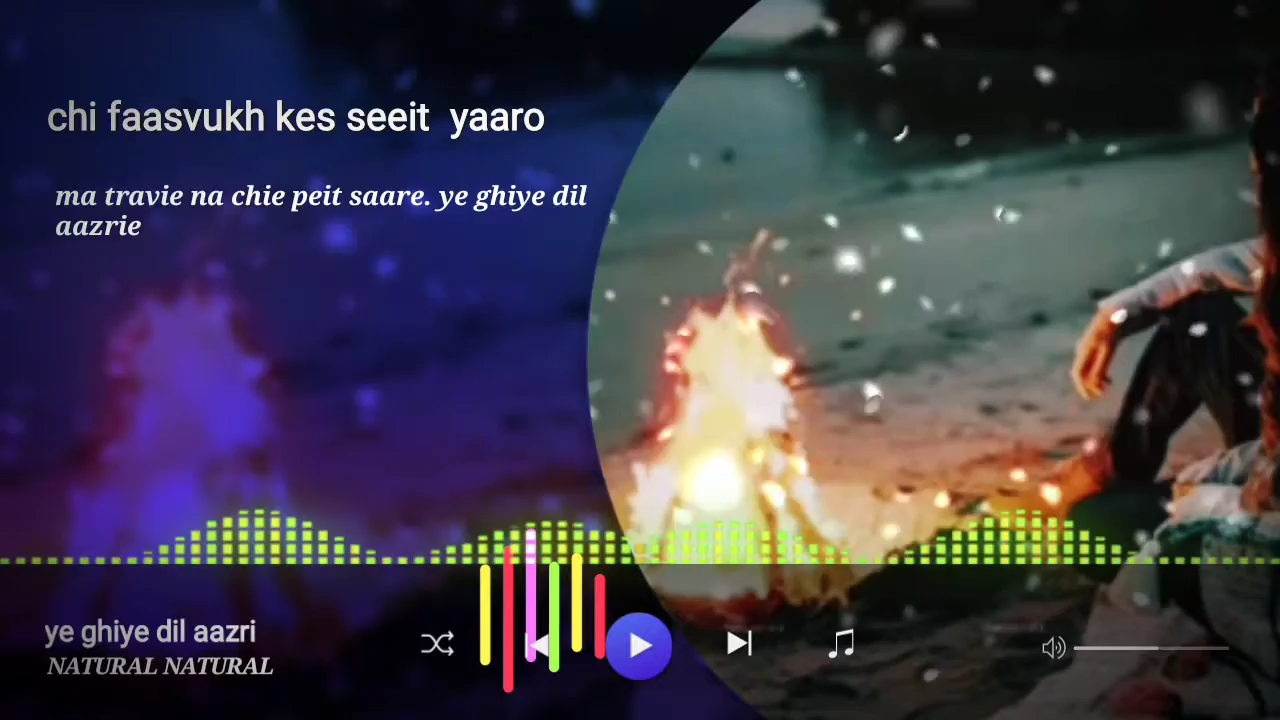 chi faasvukh kes seeit yaaro
ma travie na chie peit saare. ye ghiye dil
aazrie
ye ghiye dil aazri
NATURAL NATURAL